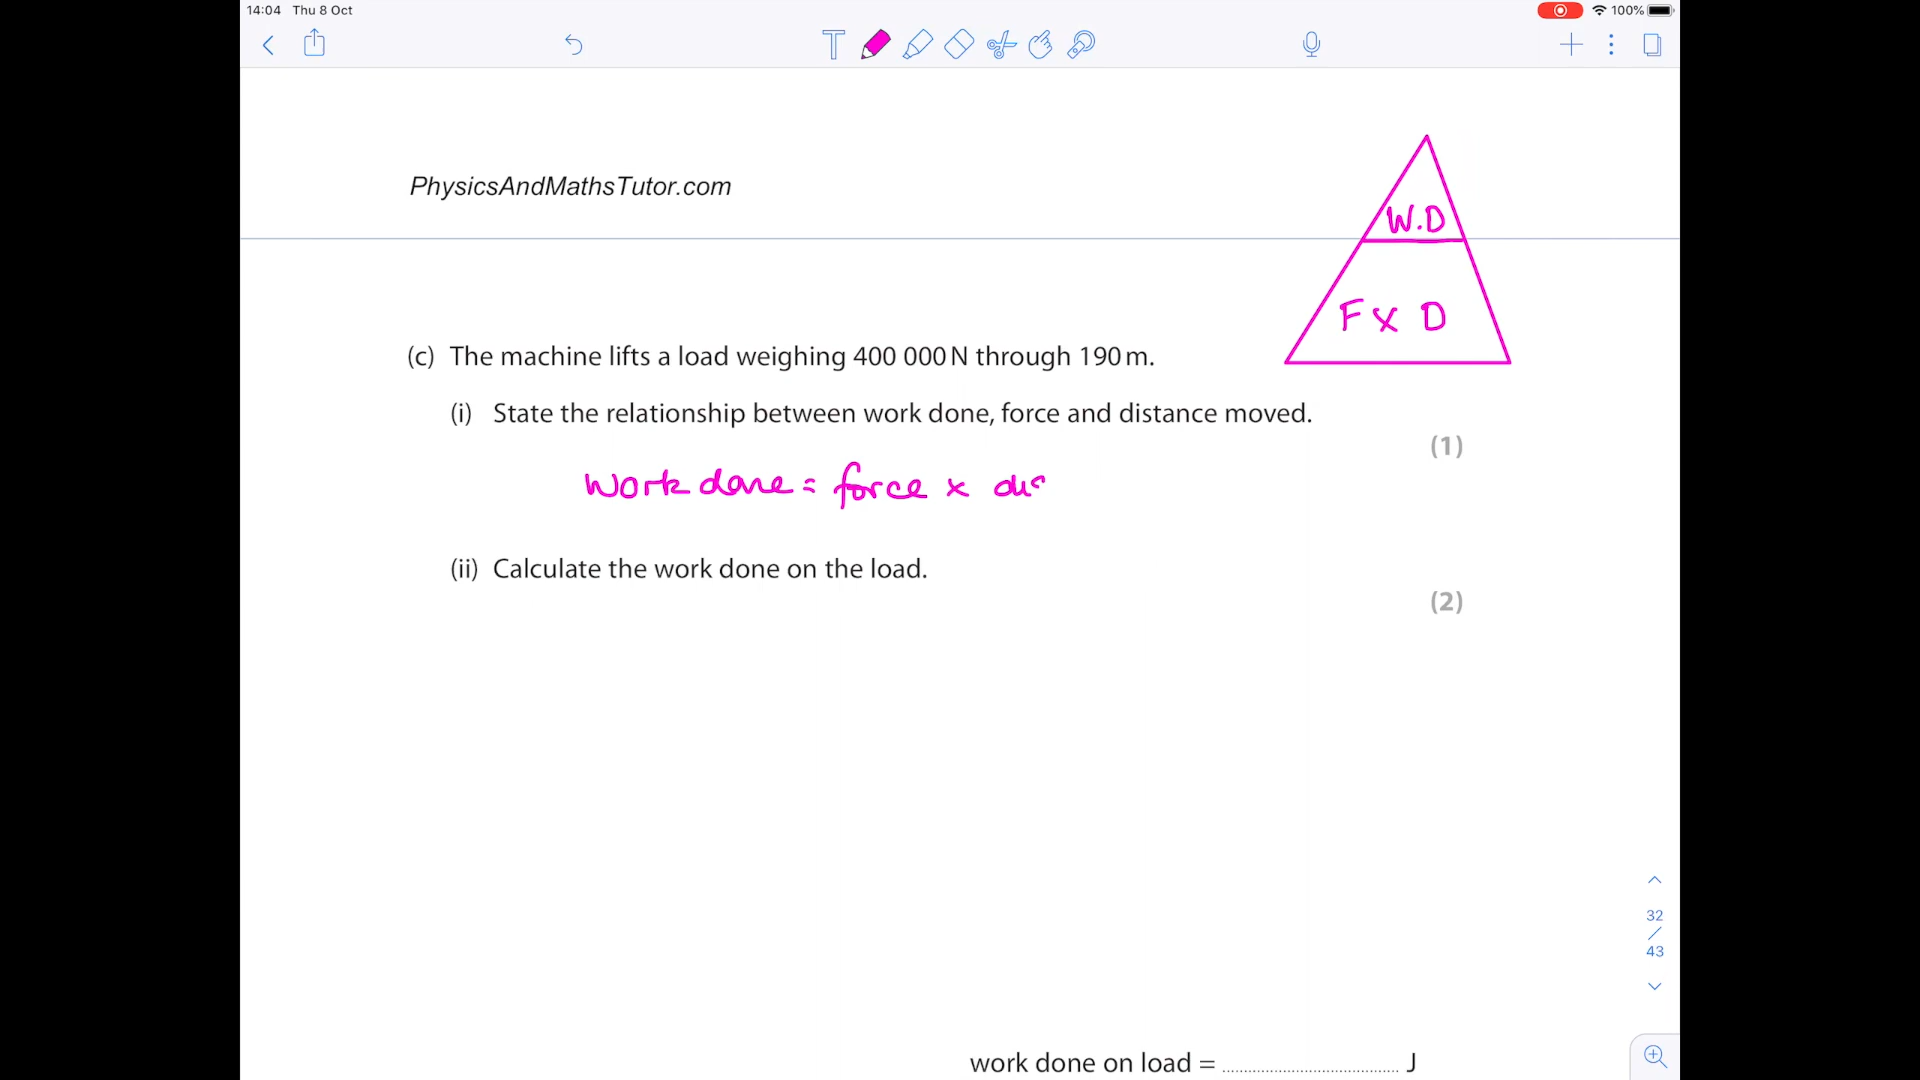 14:04 Thu 8 Oct
100%
T
PhysicsAndMathsTutor.com
W.D
F x D
(c) The machine lifts a load weighing 400 000 N through 190 m.
(i) State the relationship between work done, force and distance moved.
(1)
Work done = force x dis
(ii) Calculate the work done on the load.
(2)
32
/
43
work done on load = ........................................ J